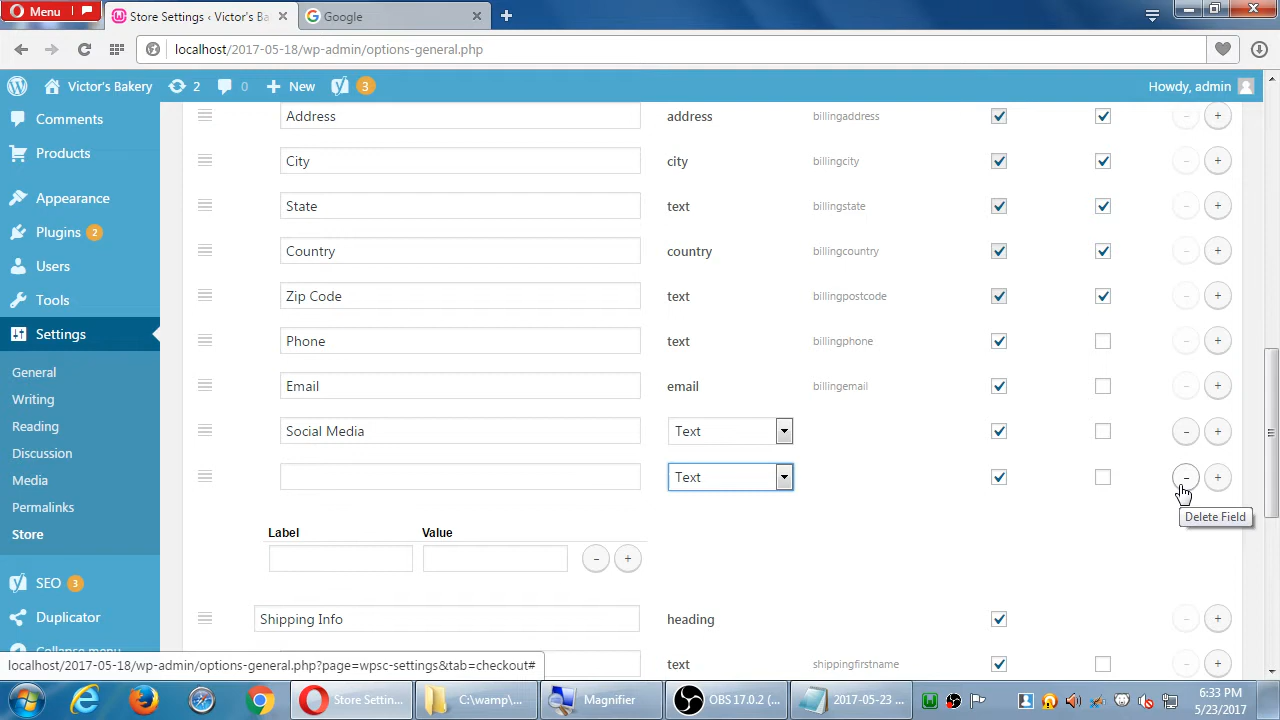 Menu
Store Settings ‹ Victor's Ba
Google
localhost/2017-05-18/wp-admin/options-general.php
Victor's Bakery
2
0
New
3
Howdy, admin
Comments
Products
Appearance
Plugins 2
Users
Tools
Settings
General
Writing
Reading
Discussion
Media
Permalinks
Store
SEO 3
Duplicator
Collapse menu
Address address billingaddress
City city billingcity
State text billingstate
Country country billingcountry
Zip Code text billingpostcode
Phone text billingphone
Email email billingemail
Social Media Text
Text
Delete Field
Label Value
Shipping Info heading
text shippingfirstname
localhost/2017-05-18/wp-admin/options-general.php?page=wpsc-settings&tab=checkout#
Store Settin...
C:\wamp\...
Magnifier
OBS 17.0.2 (...
2017-05-23 ...
6:33 PM
5/23/2017